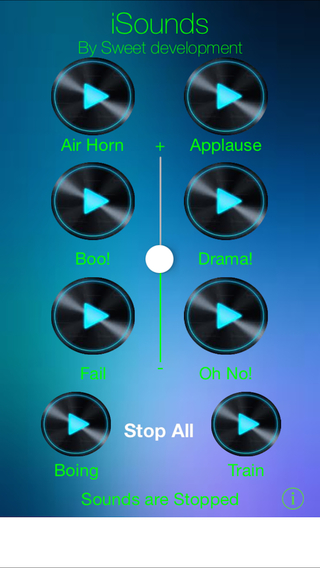 iSounds
By Sweet development
Air Horn + Applause
Boo! Drama!
Fail - Oh No!
Stop All
Boing Train
Sounds are Stopped i